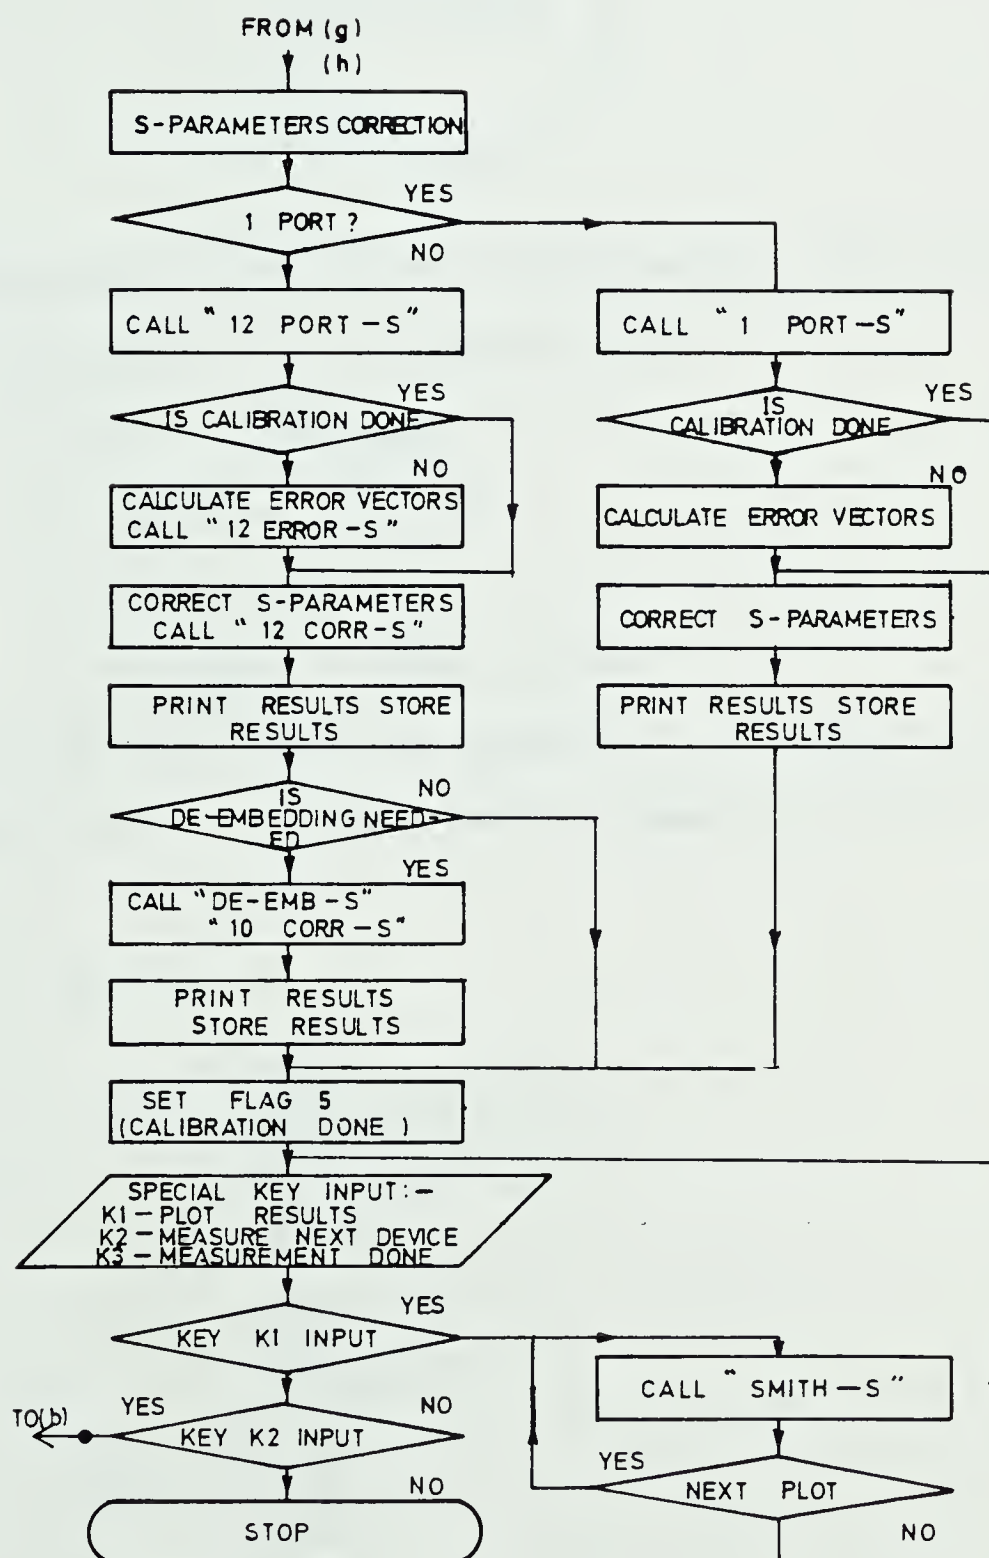 FROM (g)
(h)
S-PARAMETERS CORRECTION
1 PORT ?
YES
NO
CALL "12 PORT-S"
CALL "1 PORT-S"
IS CALIBRATION DONE
YES
NO
IS
CALIBRATION DONE
YES
NO
CALCULATE ERROR VECTORS
CALL "12 ERROR-S"
CALCULATE ERROR VECTORS
CORRECT S-PARAMETERS
CALL "12 CORR-S"
CORRECT S-PARAMETERS
PRINT RESULTS STORE
RESULTS
PRINT RESULTS STORE
RESULTS
IS
DE-EMBEDDING NEED-
ED
NO
YES
CALL "DE-EMB-S"
"10 CORR-S"
PRINT RESULTS
STORE RESULTS
SET FLAG 5
(CALIBRATION DONE )
SPECIAL KEY INPUT:-
K1-PLOT RESULTS
K2-MEASURE NEXT DEVICE
K3-MEASUREMENT DONE
KEY K1 INPUT
YES
NO
CALL "SMITH-S"
TO(b)
YES
KEY K2 INPUT
NO
YES
NEXT PLOT
NO
STOP